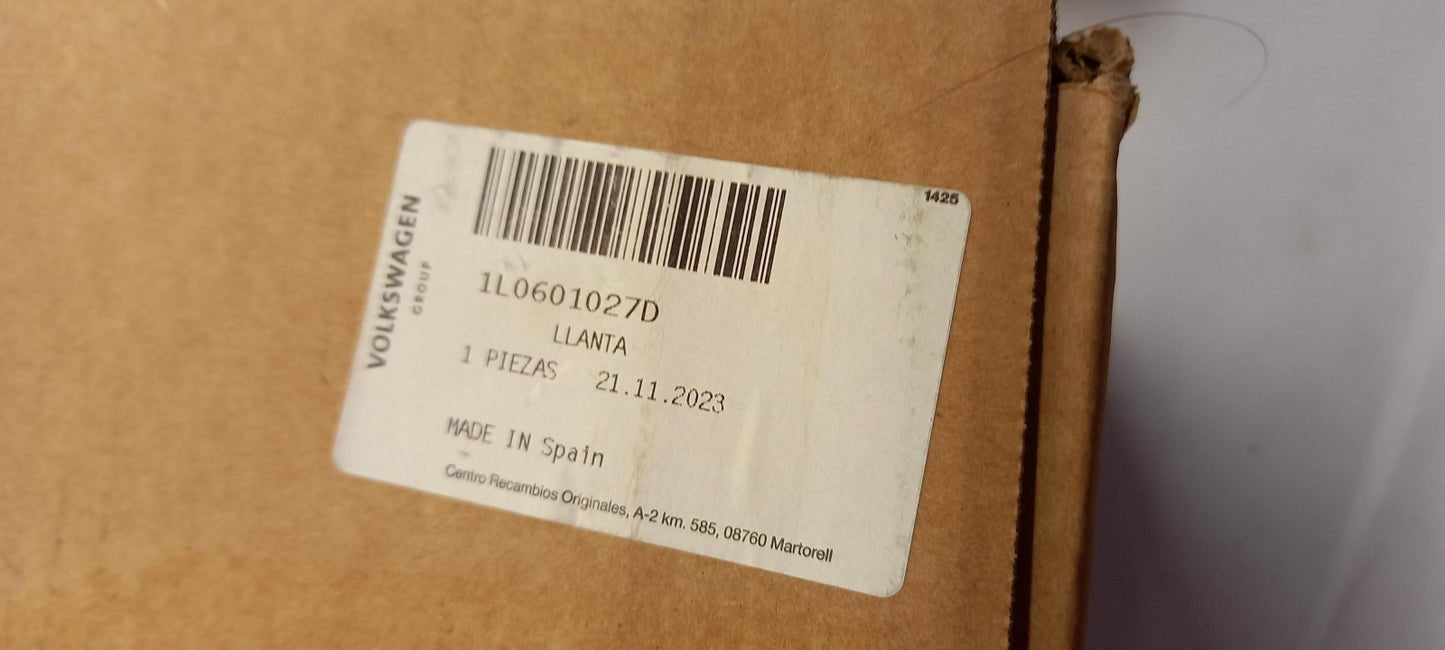 1425
VOLKSWAGEN
GROUP
1L0601027D
LLANTA
1 PIEZAS 21.11.2023
MADE IN Spain
Centro Recambios Originales, A-2 km. 585, 08760 Martorell